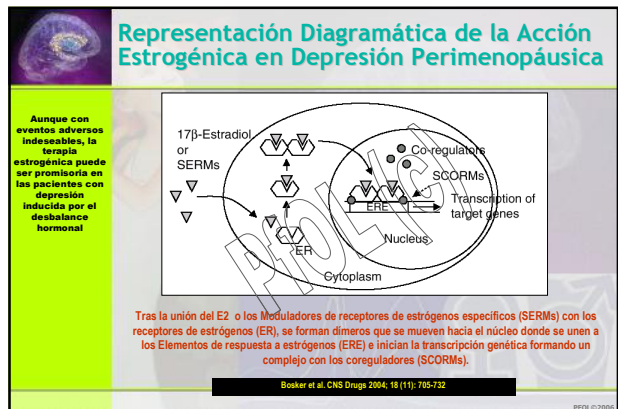 Representación Diagramática de la Acción
Estrogénica en Depresión Perimenopáusica
Aunque con
eventos adversos
indeseables, la
terapia
estrogénica puede
ser promisoria en
las pacientes con
depresión
inducida por el
desbalance
hormonal
17β-Estradiol
or
SERMs
Co-regulators
SCORMs
Transcription of
target genes
ERE
Nucleus
ER
Cytoplasm
Tras la unión del E2 o los Moduladores de receptores de estrógenos específicos (SERMs) con los
receptores de estrógenos (ER), se forman dímeros que se mueven hacia el núcleo donde se unen a
los Elementos de respuesta a estrógenos (ERE) e inician la transcripción genética formando un
complejo con los coreguladores (SCORMs).
Bosker et al. CNS Drugs 2004; 18 (11): 705-732
PFOL©2006